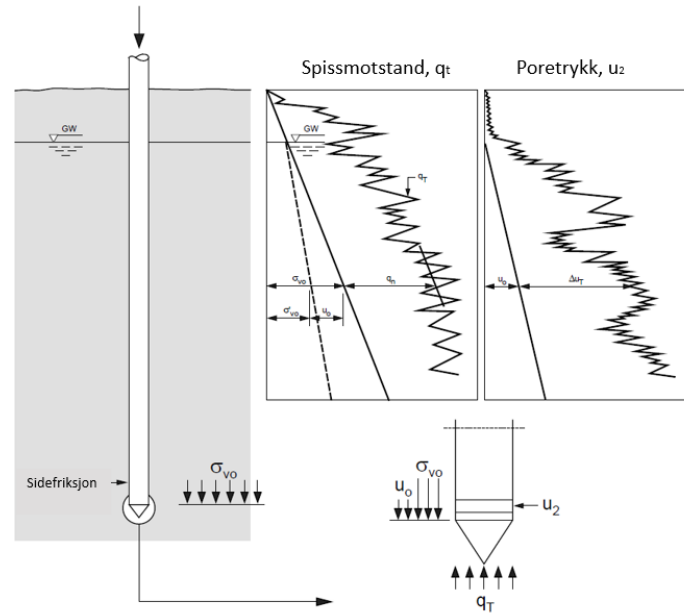 Spissmotstand, qt
Poretrykk, u2
GW
GW
qT
σvo
qn
σ'vo
uo
uo
ΔuT
Sidefriksjon
σvo
σvo
uo
u2
qT